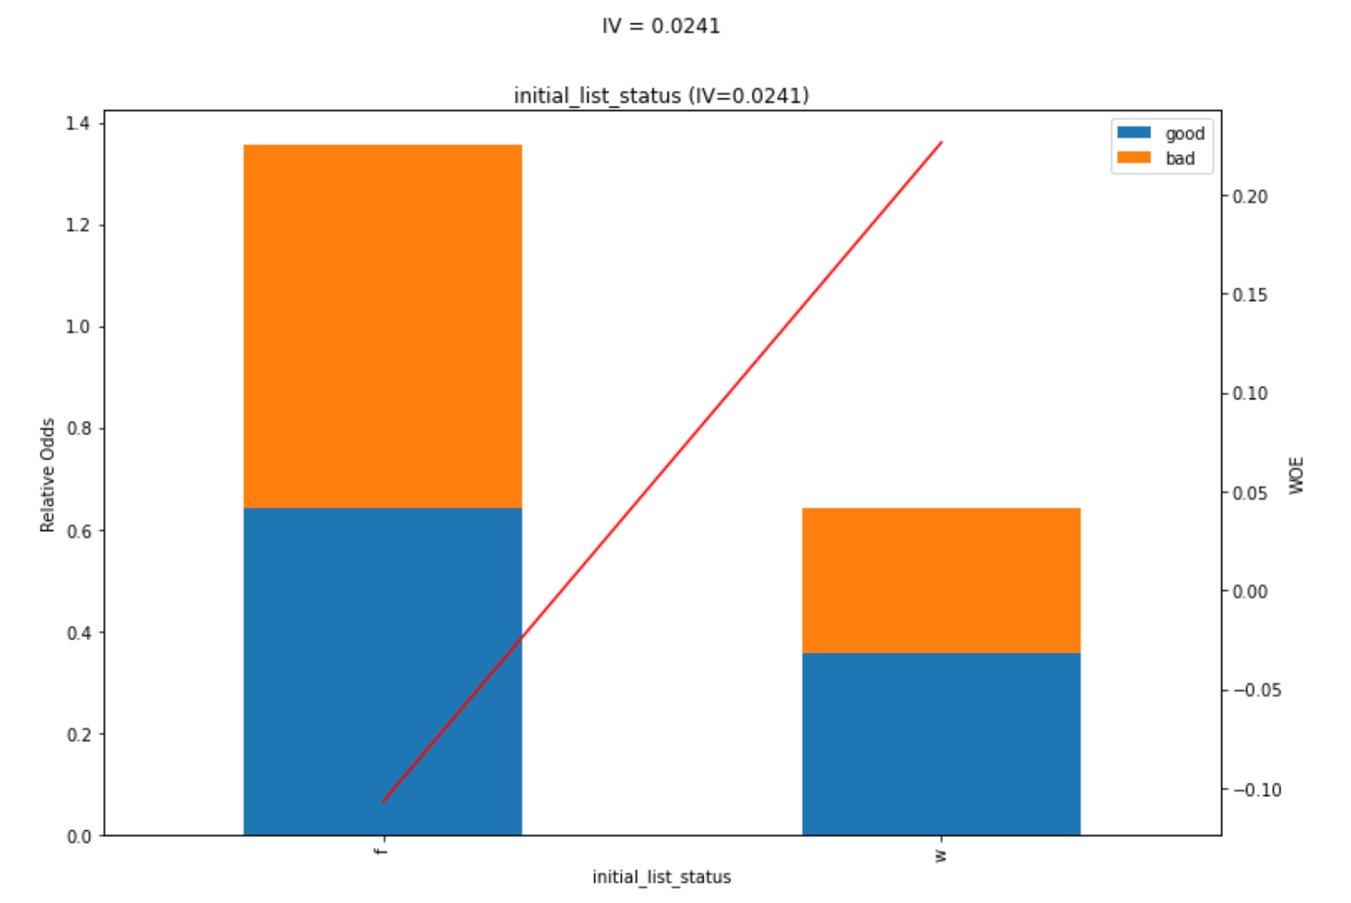 IV = 0.0241
initial_list_status (IV=0.0241)
good
bad
1.4
1.2
1.0
0.8
0.6
0.4
0.2
0.0
Relative Odds
0.20
0.15
0.10
0.05
0.00
−0.05
−0.10
WOE
f
w
initial_list_status